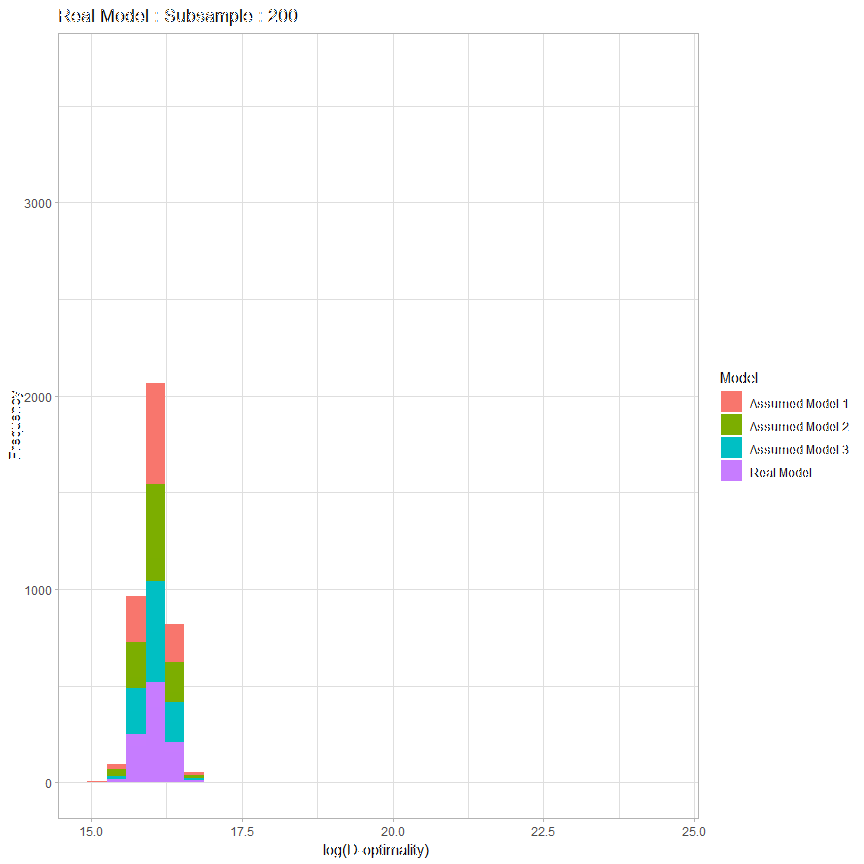 Real Model : Subsample : 200
Frequency
3000
2000
1000
0
15.0 17.5 20.0 22.5 25.0
log(D-optimality)
Model
Assumed Model 1
Assumed Model 2
Assumed Model 3
Real Model